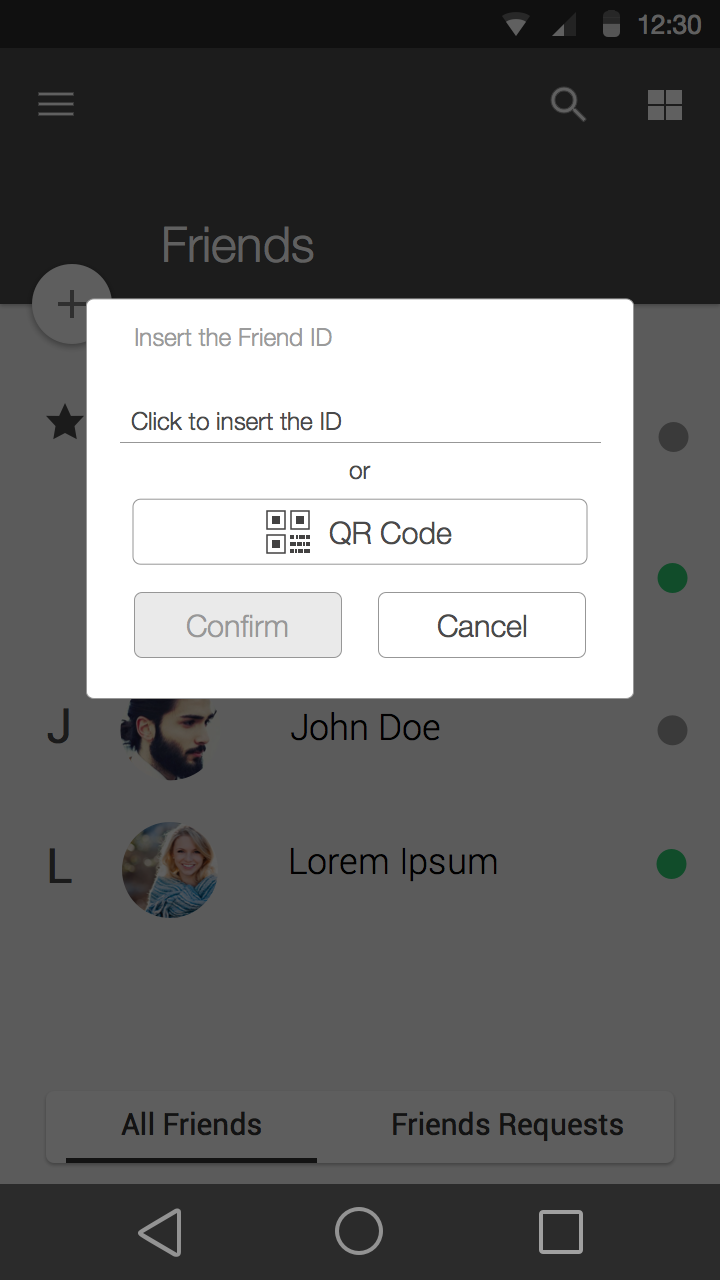 12:30
Friends
Insert the Friend ID
Click to insert the ID
or
QR Code
Confirm
Cancel
J
John Doe
L
Lorem Ipsum
All Friends
Friends Requests